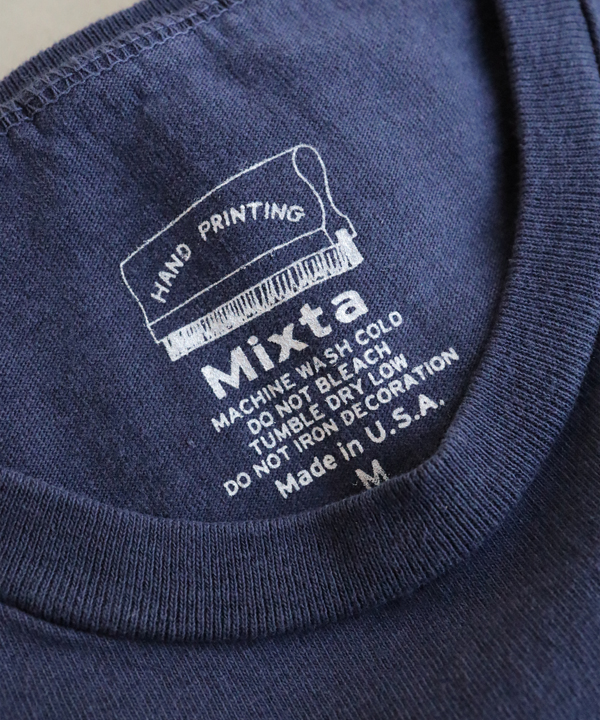 HAND PRINTING
Mixta
MACHINE WASH COLD
DO NOT BLEACH
TUMBLE DRY LOW
DO NOT IRON DECORATION
Made in U.S.A.
M